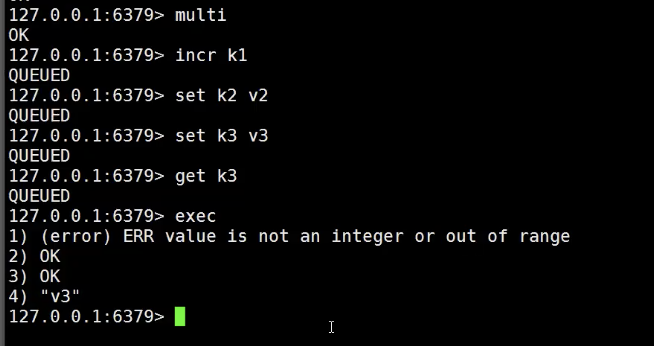 127.0.0.1:6379> multi
OK
127.0.0.1:6379> incr k1
QUEUED
127.0.0.1:6379> set k2 v2
QUEUED
127.0.0.1:6379> set k3 v3
QUEUED
127.0.0.1:6379> get k3
QUEUED
127.0.0.1:6379> exec
1) (error) ERR value is not an integer or out of range
2) OK
3) OK
4) "v3"
127.0.0.1:6379>